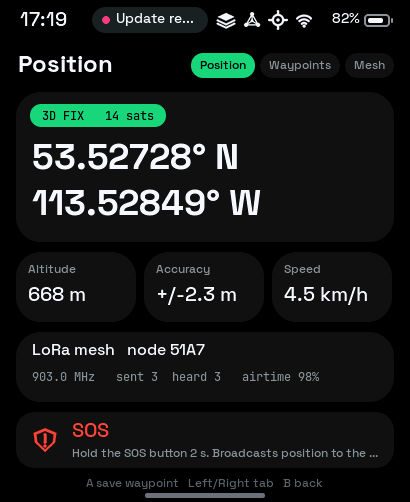 17:19 Update re... 82%
Position Position Waypoints Mesh
3D FIX 14 sats
53.52728° N
113.52849° W
Altitude Accuracy Speed
668 m +/-2.3 m 4.5 km/h
LoRa mesh node 51A7
903.0 MHz sent 3 heard 3 airtime 98%
SOS
Hold the SOS button 2 s. Broadcasts position to the ...
A save waypoint Left/Right tab B back